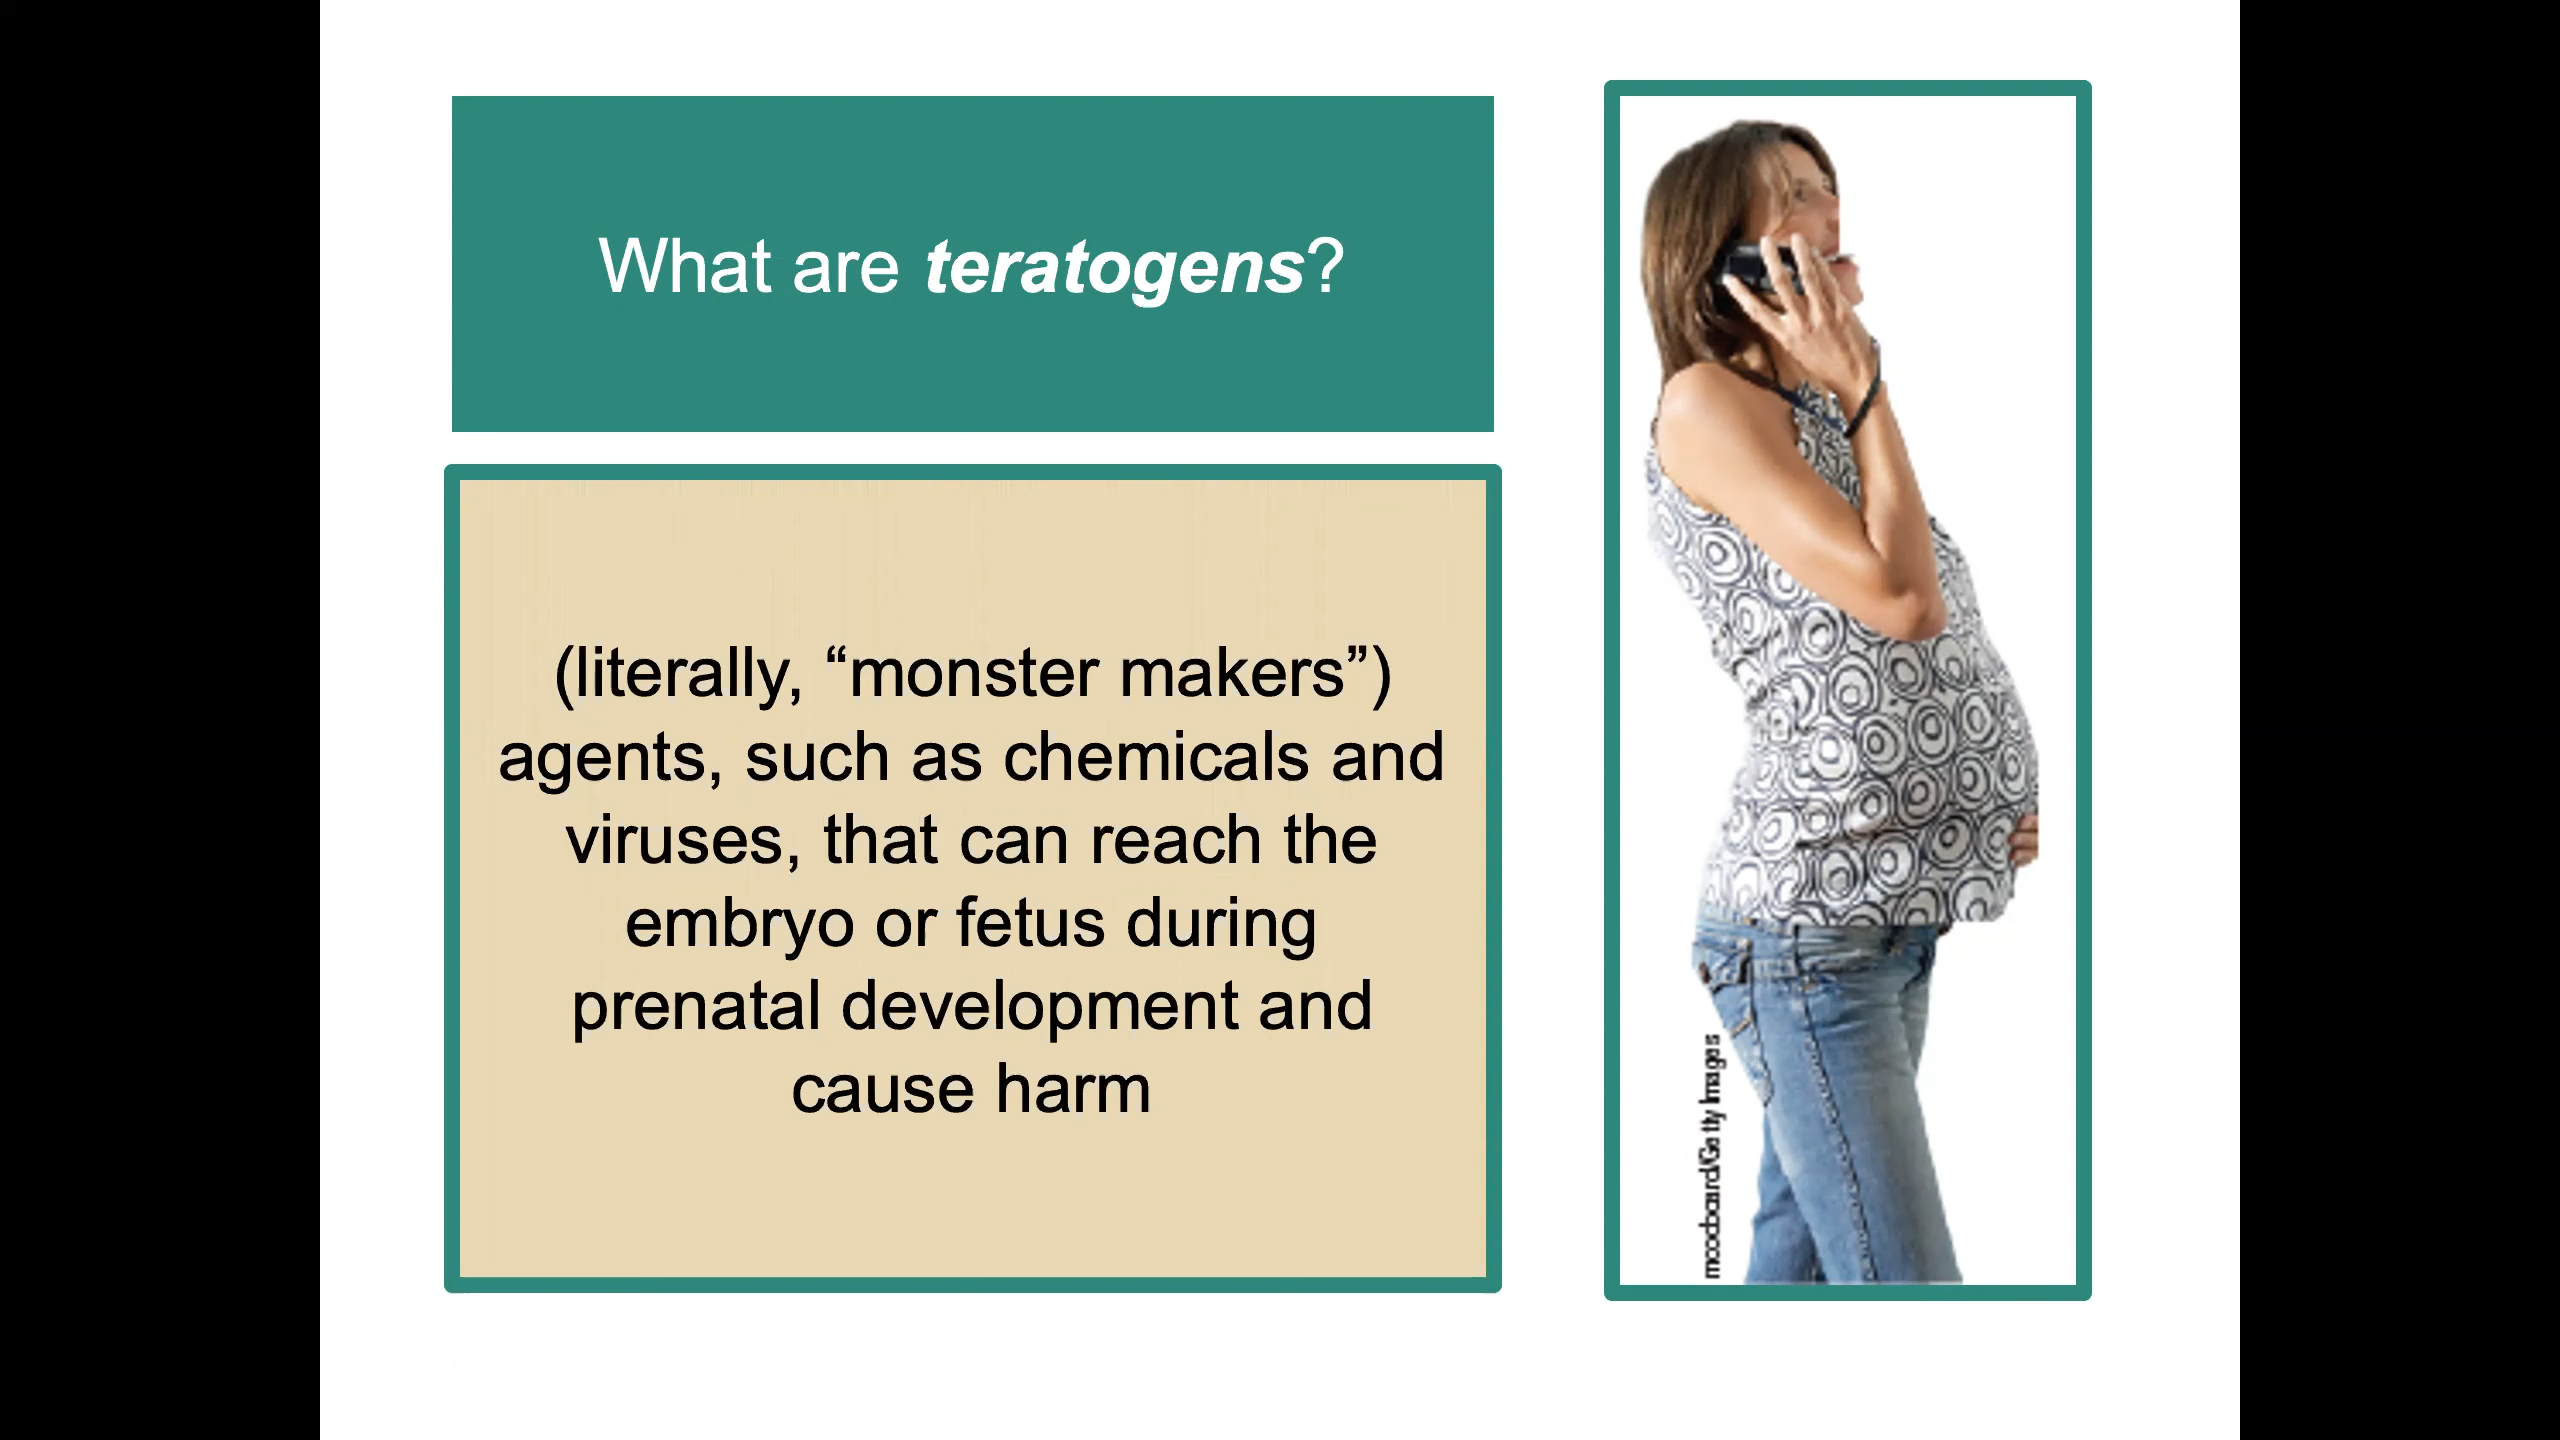 What are teratogens?
(literally, “monster makers”)
agents, such as chemicals and
viruses, that can reach the
embryo or fetus during
prenatal development and
cause harm
moodboard/Getty Images